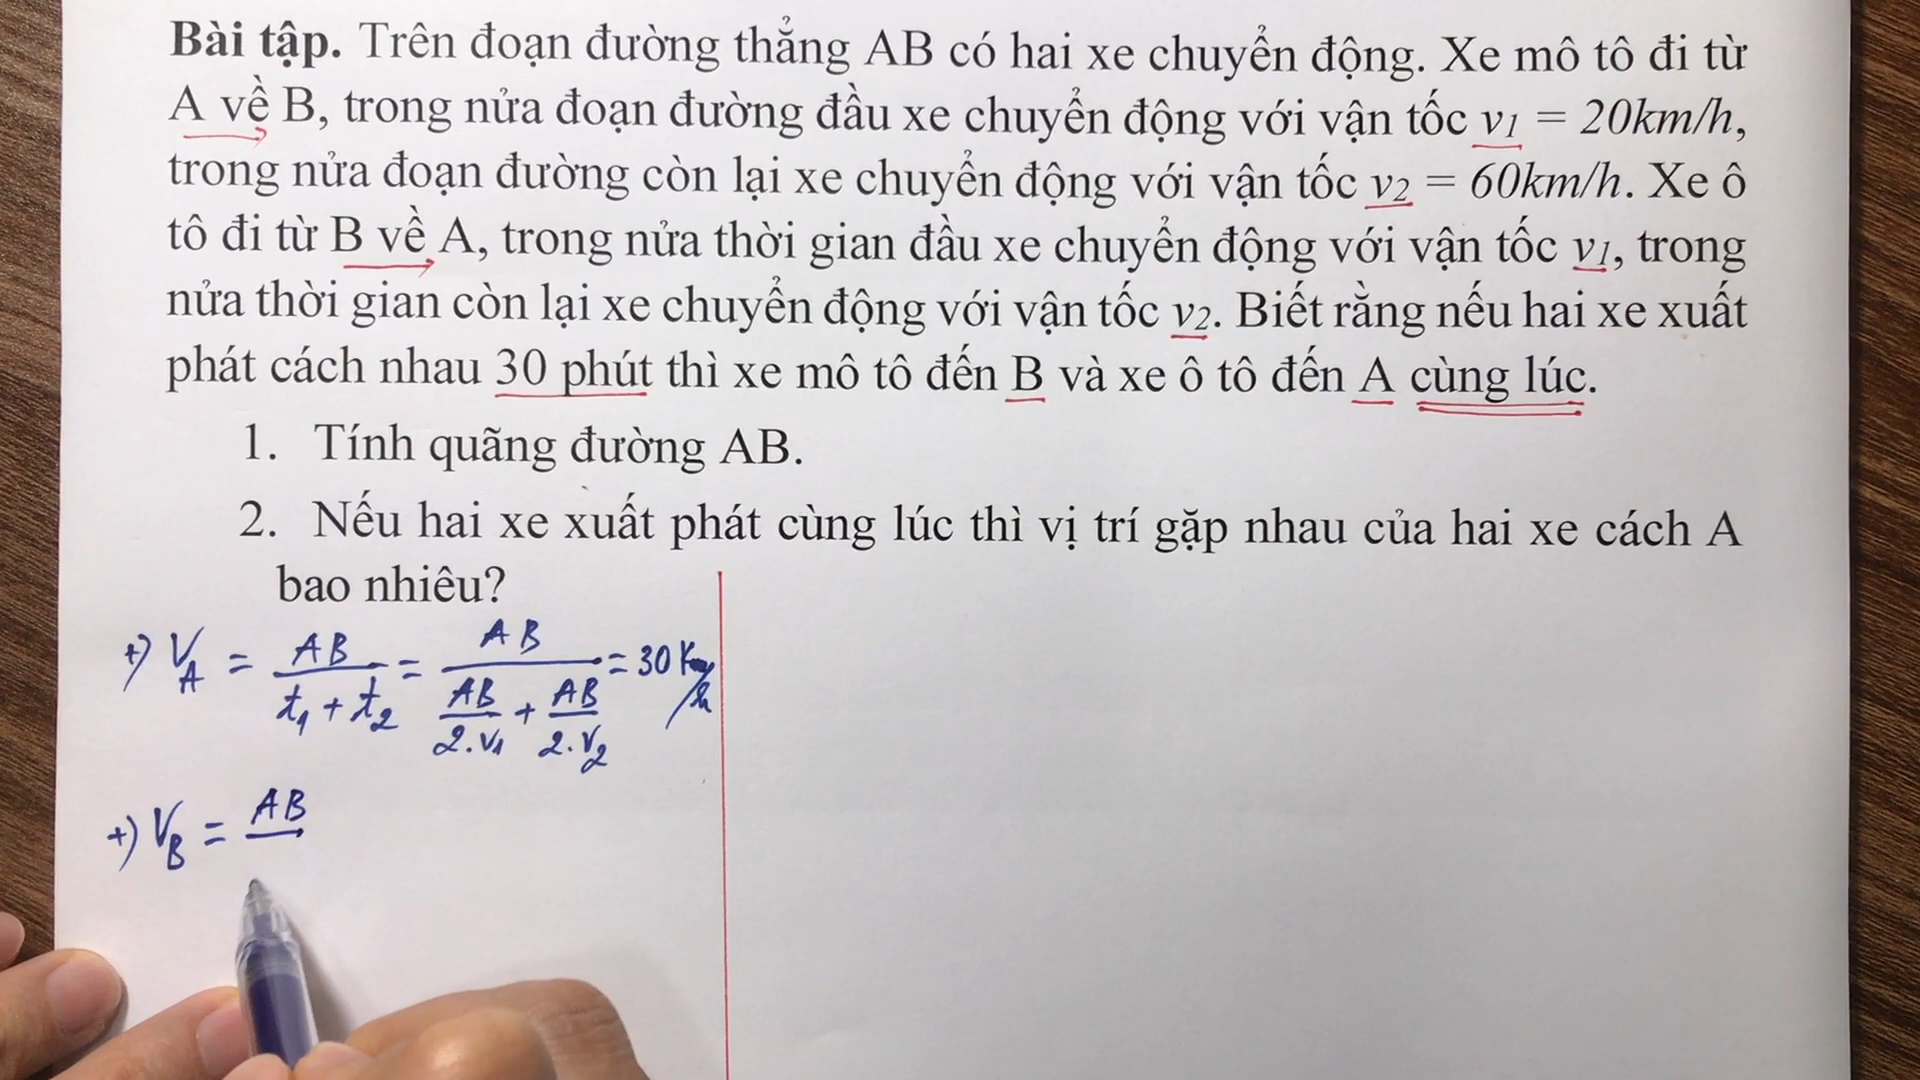 Bài tập. Trên đoạn đường thẳng AB có hai xe chuyển động. Xe mô tô đi từ
A về B, trong nửa đoạn đường đầu xe chuyển động với vận tốc v1 = 20km/h,
trong nửa đoạn đường còn lại xe chuyển động với vận tốc v2 = 60km/h. Xe ô
tô đi từ B về A, trong nửa thời gian đầu xe chuyển động với vận tốc v1, trong
nửa thời gian còn lại xe chuyển động với vận tốc v2. Biết rằng nếu hai xe xuất
phát cách nhau 30 phút thì xe mô tô đến B và xe ô tô đến A cùng lúc.
1. Tính quãng đường AB.
2. Nếu hai xe xuất phát cùng lúc thì vị trí gặp nhau của hai xe cách A
bao nhiêu?
+) V_A = AB / (t1 + t2) = AB / (AB/2.V1 + AB/2.V2) = 30 Km/h
+) V_B = AB